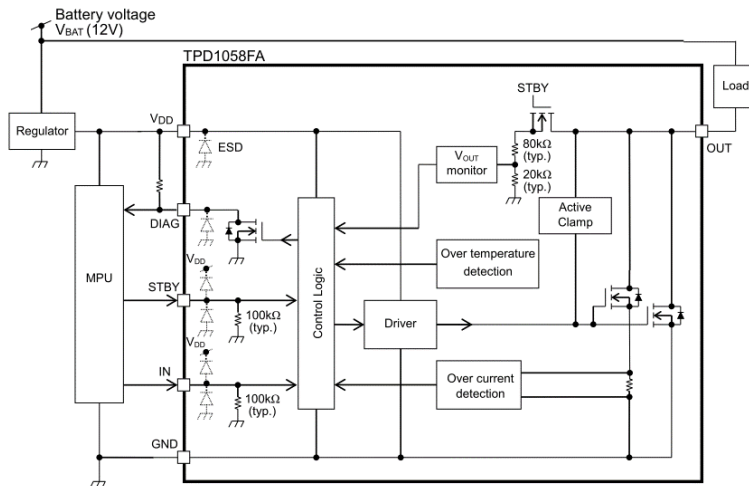 Battery voltage
VBAT (12V)
TPD1058FA
STBY
Load
Regulator
VDD
ESD
80kΩ
(typ.)
OUT
VOUT
monitor
20kΩ
(typ.)
Active
Clamp
DIAG
MPU
VDD
Control Logic
Over temperature
detection
STBY
100kΩ
(typ.)
Driver
VDD
IN
100kΩ
(typ.)
Over current
detection
GND